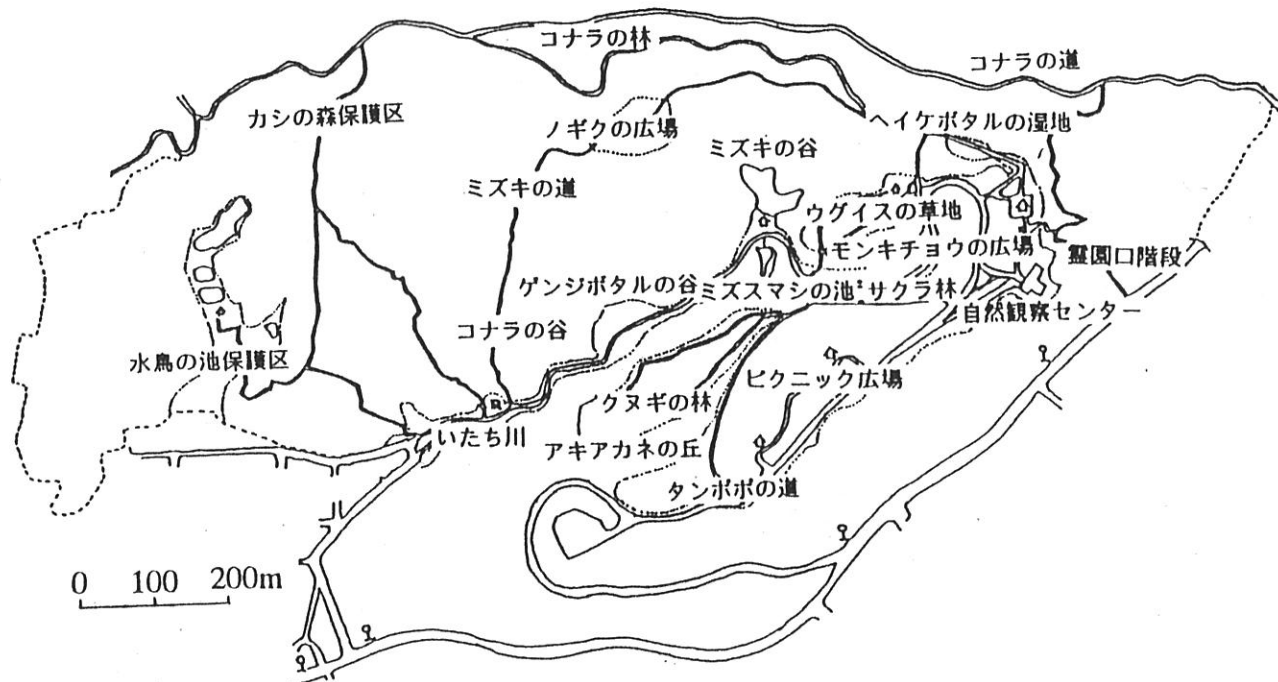 コナラの林
コナラの道
カシの森保護区
ノギクの広場
ヘイケボタルの湿地
ミズキの谷
ミズキの道
ウグイスの草地
モンキチョウの広場
霊園口階段
ゲンジボタルの谷
ミズスマシの池
サクラ林
自然観察センター
コナラの谷
水鳥の池保護区
ピクニック広場
クヌギの林
いたち川
アキアカネの丘
タンポポの道
0 100 200m